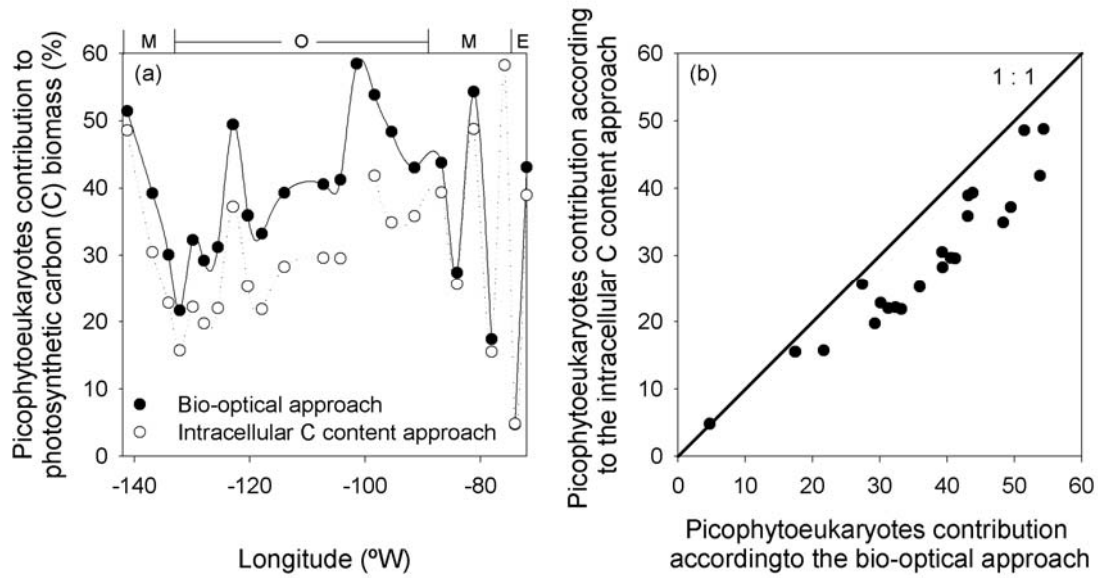 M O M E
Picophytoeukaryotes contribution to
photosynthetic carbon (C) biomass (%)
60
50
40
30
20
10
0
(a)
Bio-optical approach
Intracellular C content approach
-140 -120 -100 -80
Longitude (ºW)
Picophytoeukaryotes contribution according
to the intracellular C content approach
60
50
40
30
20
10
0
(b)
1 : 1
0 10 20 30 40 50 60
Picophytoeukaryotes contribution
accordingto the bio-optical approach